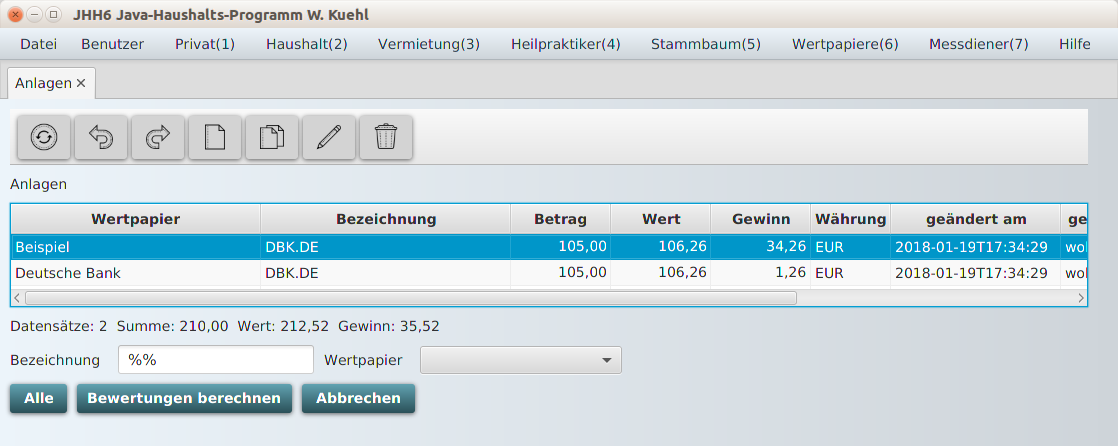 JHH6 Java-Haushalts-Programm W. Kuehl
Datei Benutzer Privat(1) Haushalt(2) Vermietung(3) Heilpraktiker(4) Stammbaum(5) Wertpapiere(6) Messdiener(7) Hilfe
Anlagen
Anlagen
Wertpapier Bezeichnung Betrag Wert Gewinn Währung geändert am ge
Beispiel DBK.DE 105,00 106,26 34,26 EUR 2018-01-19T17:34:29 wol
Deutsche Bank DBK.DE 105,00 106,26 1,26 EUR 2018-01-19T17:34:29 wol
Datensätze: 2 Summe: 210,00 Wert: 212,52 Gewinn: 35,52
Bezeichnung %% Wertpapier
Alle Bewertungen berechnen Abbrechen